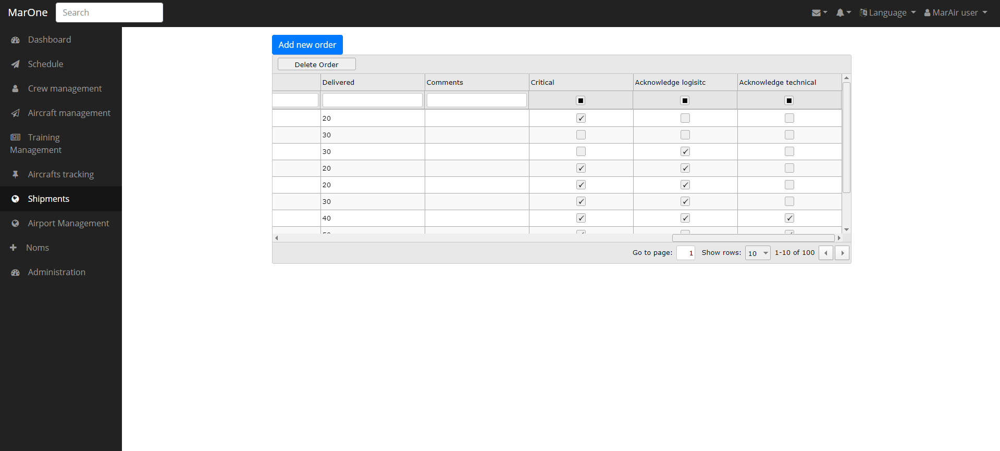 MarOne Search Language MarAir user
Dashboard
Schedule
Crew management
Aircraft management
Training
Management
Aircrafts tracking
Shipments
Airport Management
Noms
Administration
Add new order
Delete Order
Delivered Comments Critical Acknowledge logisitc Acknowledge technical
20
30
30
20
20
30
40
Go to page: 1 Show rows: 10 1-10 of 100